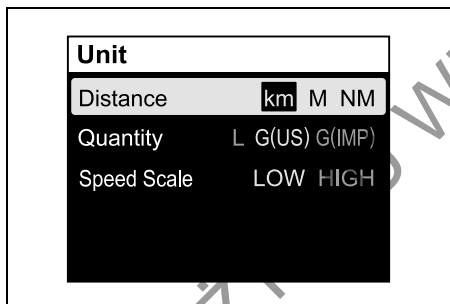 Unit
Distance km M NM
Quantity L G(US) G(IMP)
Speed Scale LOW HIGH